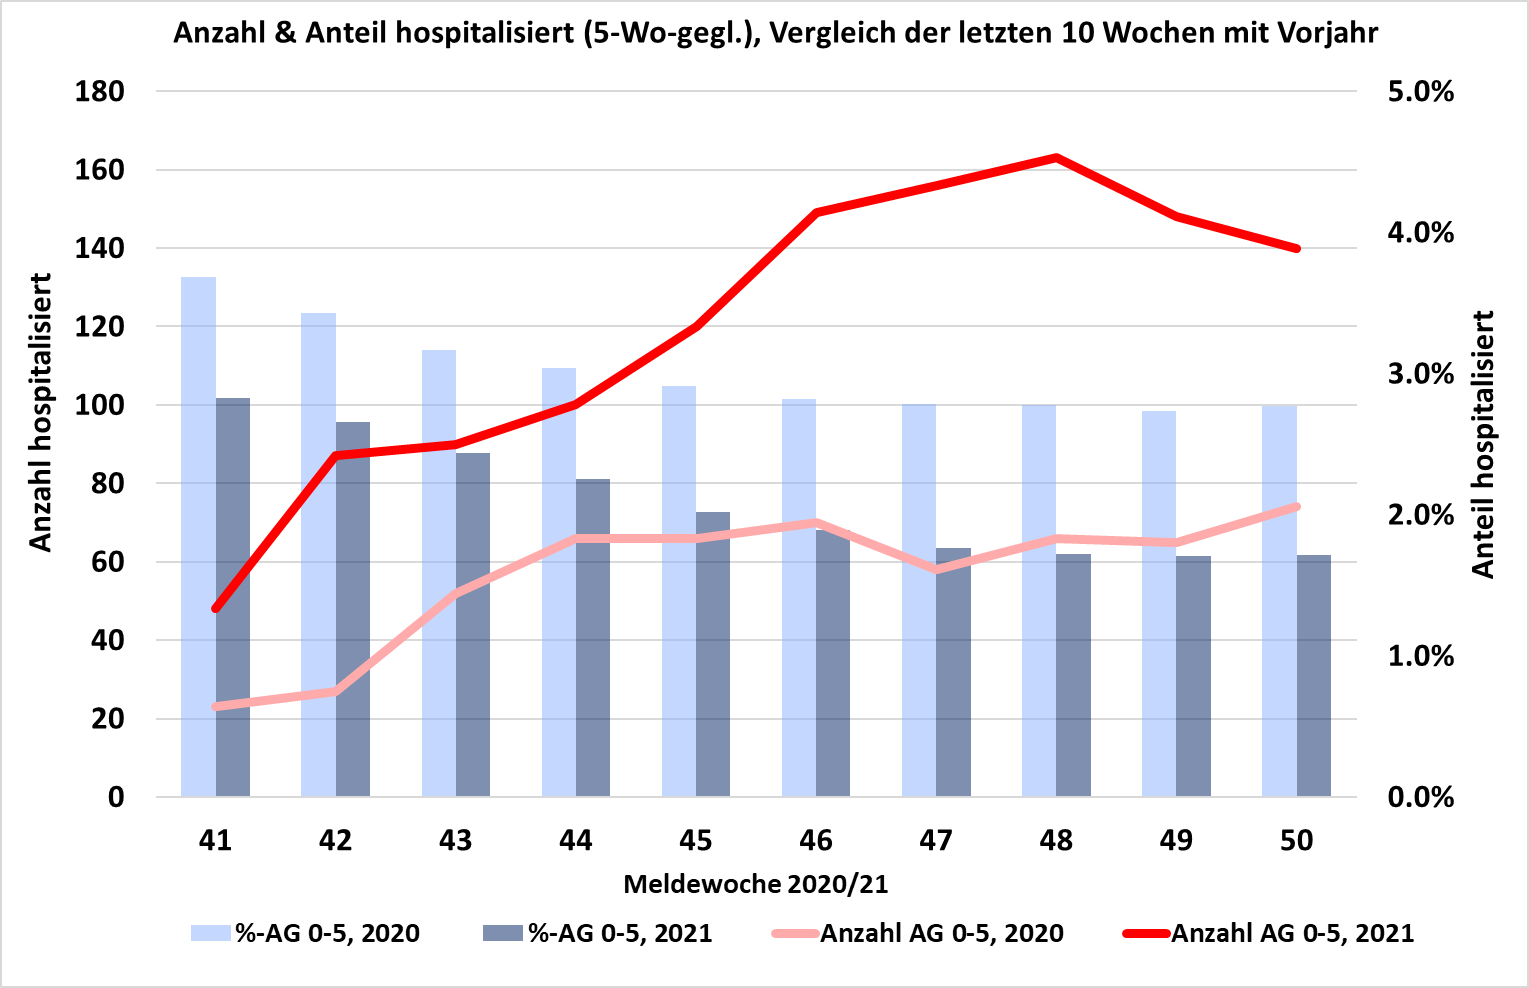 Anzahl & Anteil hospitalisiert (5-Wo-gegl.), Vergleich der letzten 10 Wochen mit Vorjahr
180 5.0%
160
140 4.0%
120
100 3.0%
80
60 2.0%
40 1.0%
20
0 0.0%
Anzahl hospitalisiert
Anteil hospitalisiert
41 42 43 44 45 46 47 48 49 50
Meldewoche 2020/21
%-AG 0-5, 2020 %-AG 0-5, 2021 Anzahl AG 0-5, 2020 Anzahl AG 0-5, 2021